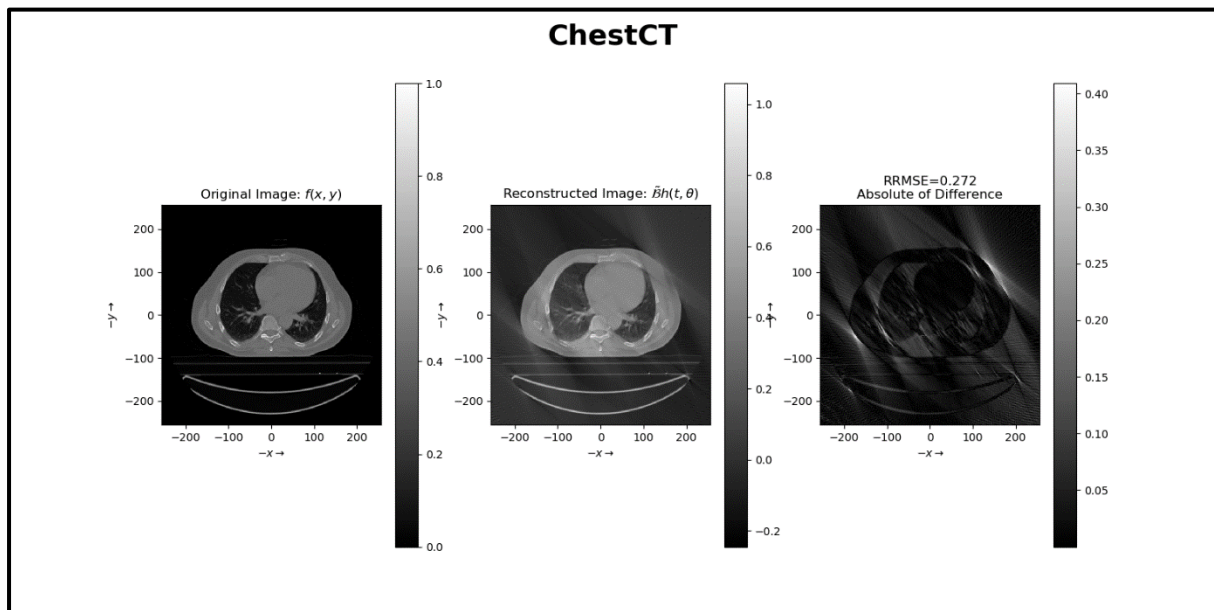 ChestCT
Original Image: f(x, y)
200
100
0
−100
−200
−y →
−200 −100 0 100 200
−x →
1.0
0.8
0.6
0.4
0.2
0.0
Reconstructed Image: ℬ̃h(t, θ)
200
100
0
−100
−200
−y →
−200 −100 0 100 200
−x →
1.0
0.8
0.6
0.4
0.2
0.0
−0.2
RRMSE=0.272
Absolute of Difference
200
100
0
−100
−200
−y →
−200 −100 0 100 200
−x →
0.40
0.35
0.30
0.25
0.20
0.15
0.10
0.05